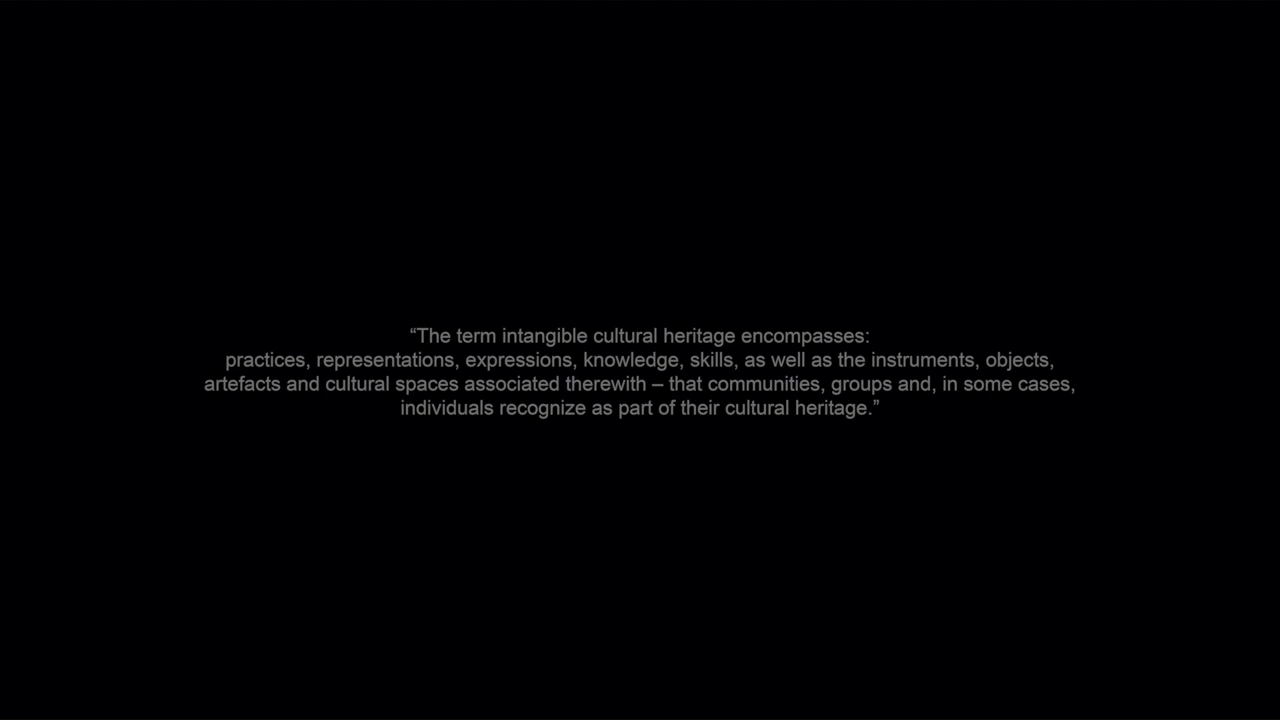 “The term intangible cultural heritage encompasses:
practices, representations, expressions, knowledge, skills, as well as the instruments, objects,
artefacts and cultural spaces associated therewith – that communities, groups and, in some cases,
individuals recognize as part of their cultural heritage.”